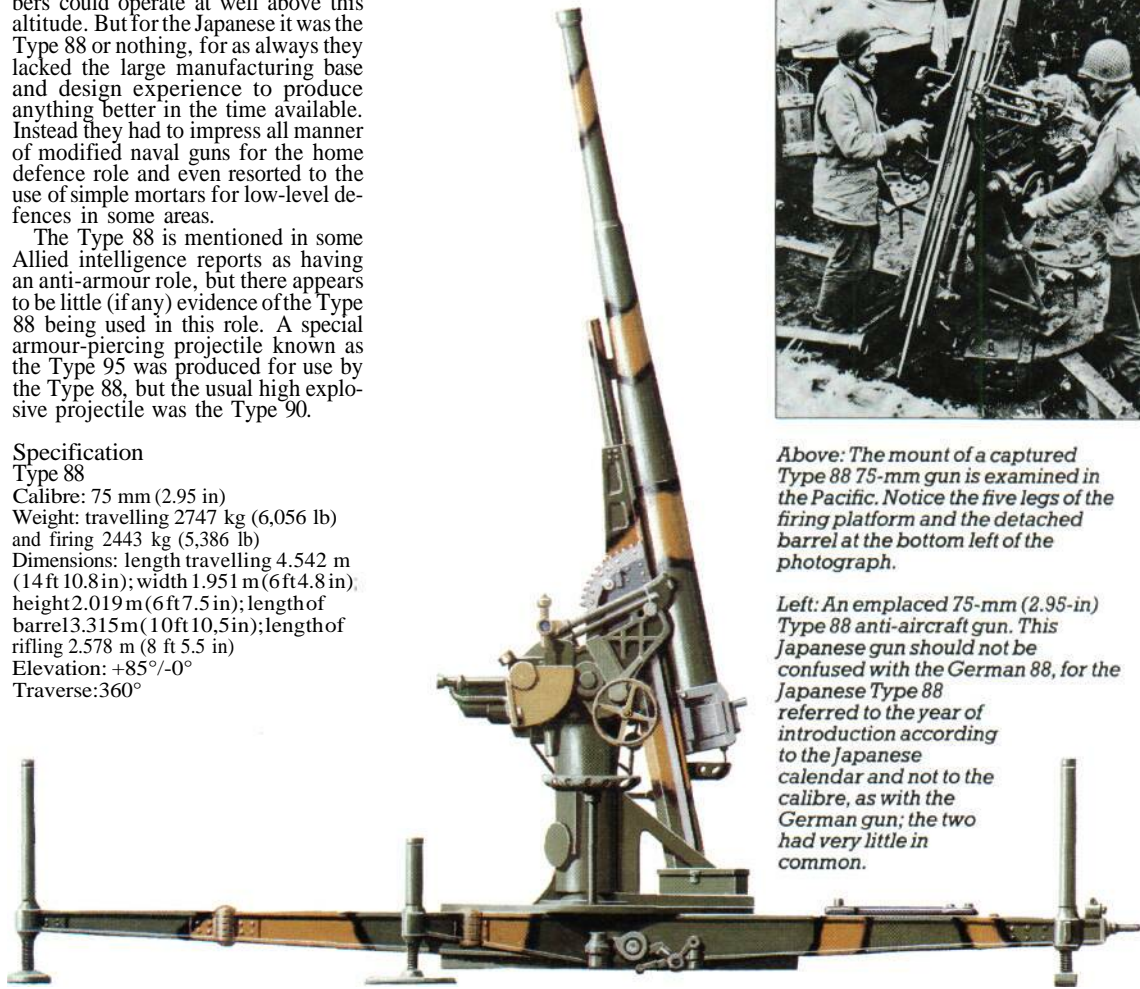 bers could operate at well above this
altitude. But for the Japanese it was the
Type 88 or nothing, for as always they
lacked the large manufacturing base
and design experience to produce
anything better in the time available.
Instead they had to impress all manner
of modified naval guns for the home
defence role and even resorted to the
use of simple mortars for low-level de-
fences in some areas.
The Type 88 is mentioned in some
Allied intelligence reports as having
an anti-armour role, but there appears
to be little (if any) evidence of the Type
88 being used in this role. A special
armour-piercing projectile known as
the Type 95 was produced for use by
the Type 88, but the usual high explo-
sive projectile was the Type 90.
Specification
Type 88
Calibre: 75 mm (2.95 in)
Weight: travelling 2747 kg (6,056 lb)
and firing 2443 kg (5,386 lb)
Dimensions: length travelling 4.542 m
(14 ft 10.8 in); width 1.951 m (6 ft 4.8 in);
height 2.019 m (6 ft 7.5 in); length of
barrel 3.315 m (10 ft 10,5 in); length of
rifling 2.578 m (8 ft 5.5 in)
Elevation: +85°/-0°
Traverse: 360°
Above: The mount of a captured
Type 88 75-mm gun is examined in
the Pacific. Notice the five legs of the
firing platform and the detached
barrel at the bottom left of the
photograph.
Left: An emplaced 75-mm (2.95-in)
Type 88 anti-aircraft gun. This
Japanese gun should not be
confused with the German 88, for the
Japanese Type 88
referred to the year of
introduction according
to the Japanese
calendar and not to the
calibre, as with the
German gun; the two
had very little in
common.